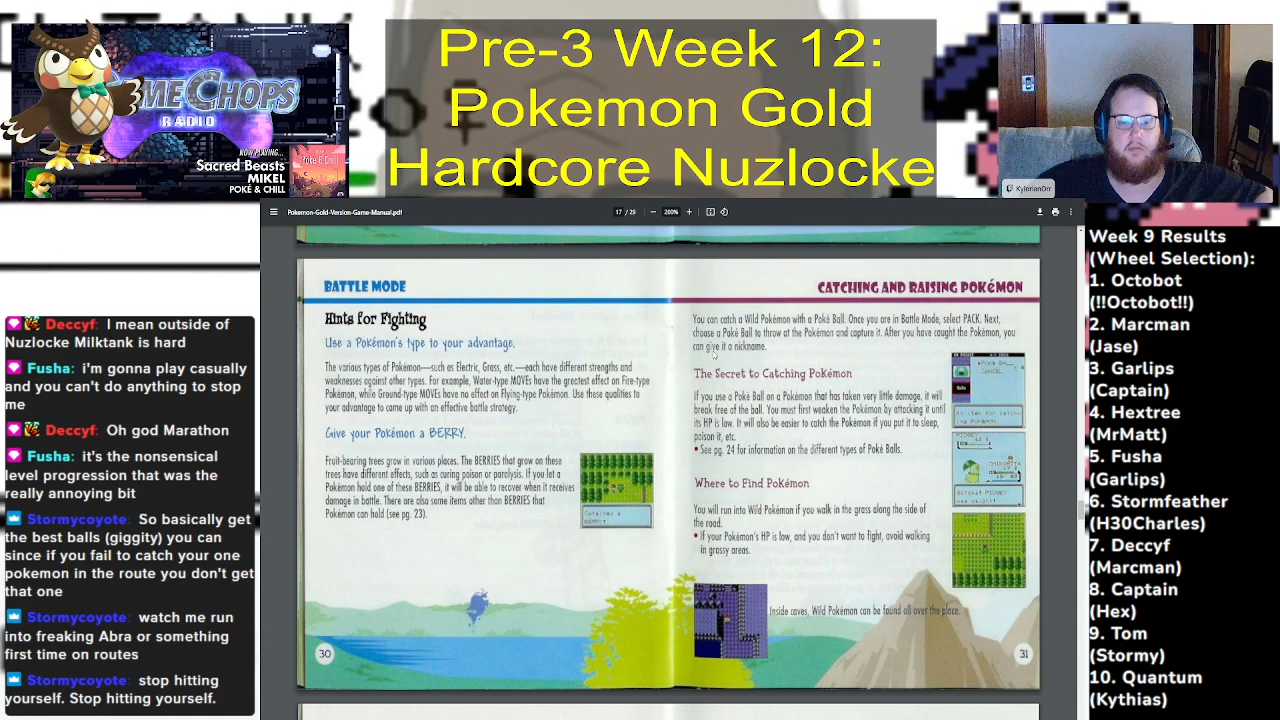 GAMECHOPS
RADIO
NOW PLAYING...
Sacred Beasts
MIKEL
POKÉ & CHILL
Poké & Chill
Pre-3 Week 12:
Pokemon Gold
Hardcore Nuzlocke
KylorianOrr
Pokemon-Gold-Version-Game-Manual.pdf
17 / 29
200%
BATTLE MODE
Hints for Fighting
Use a Pokémon's type to your advantage.
The various types of Pokémon—such as Electric, Grass, etc.—each have different strengths and
weaknesses against other types. For example, Water-type MOVEs have the greatest effect on Fire-type
Pokémon, while Ground-type MOVEs have no effect on Flying-type Pokémon. Use these qualities to
your advantage to come up with an effective battle strategy.
Give your Pokémon a BERRY.
Fruit-bearing trees grow in various places. The BERRIES that grow on these
trees have different effects, such as curing poison or paralysis. If you let a
Pokémon hold one of these BERRIES, it will be able to recover when it receives
damage in battle. There are also some items other than BERRIES that
Pokémon can hold (see pg. 23).
Obtained a
BERRY!
30
CATCHING AND RAISING POKéMON
You can catch a Wild Pokémon with a Poké Ball. Once you are in Battle Mode, select PACK. Next,
choose a Poké Ball to throw at the Pokémon and capture it. After you have caught the Pokémon, you
can give it a nickname.
The Secret to Catching Pokémon
If you use a Poké Ball on a Pokémon that has taken very little damage, it will
break free of the ball. You must first weaken the Pokémon by attacking it until
its HP is low. It will also be easier to catch the Pokémon if you put it to sleep,
poison it, etc.
• See pg. 24 for information on the different types of Poké Balls.
Where to Find Pokémon
You will run into Wild Pokémon if you walk in the grass along the side of
the road.
• If your Pokémon's HP is low, and you don't want to fight, avoid walking
in grassy areas.
Inside caves, Wild Pokémon can be found all over the place.
POKé BALL
CANCEL
An item for catch-
ing POKéMON.
PIDGEY
CHIKORITA
Gotcha! PIDGEY
was caught!
31
Deccyf: I mean outside of
Nuzlocke Milktank is hard
Fusha: i'm gonna play casually
and you can't do anything to stop
me
Deccyf: Oh god Marathon
Fusha: it's the nonsensical
level progression that was the
really annoying bit
Stormycoyote: So basically get
the best balls (giggity) you can
since if you fail to catch your one
pokemon in the route you don't get
that one
Stormycoyote: watch me run
into freaking Abra or something
first time on routes
Stormycoyote: stop hitting
yourself. Stop hitting yourself.
Week 9 Results
(Wheel Selection):
1. Octobot
(!!Octobot!!)
2. Marcman
(Jase)
3. Garlips
(Captain)
4. Hextree
(MrMatt)
5. Fusha
(Garlips)
6. Stormfeather
(H30Charles)
7. Deccyf
(Marcman)
8. Captain
(Hex)
9. Tom
(Stormy)
10. Quantum
(Kythias)